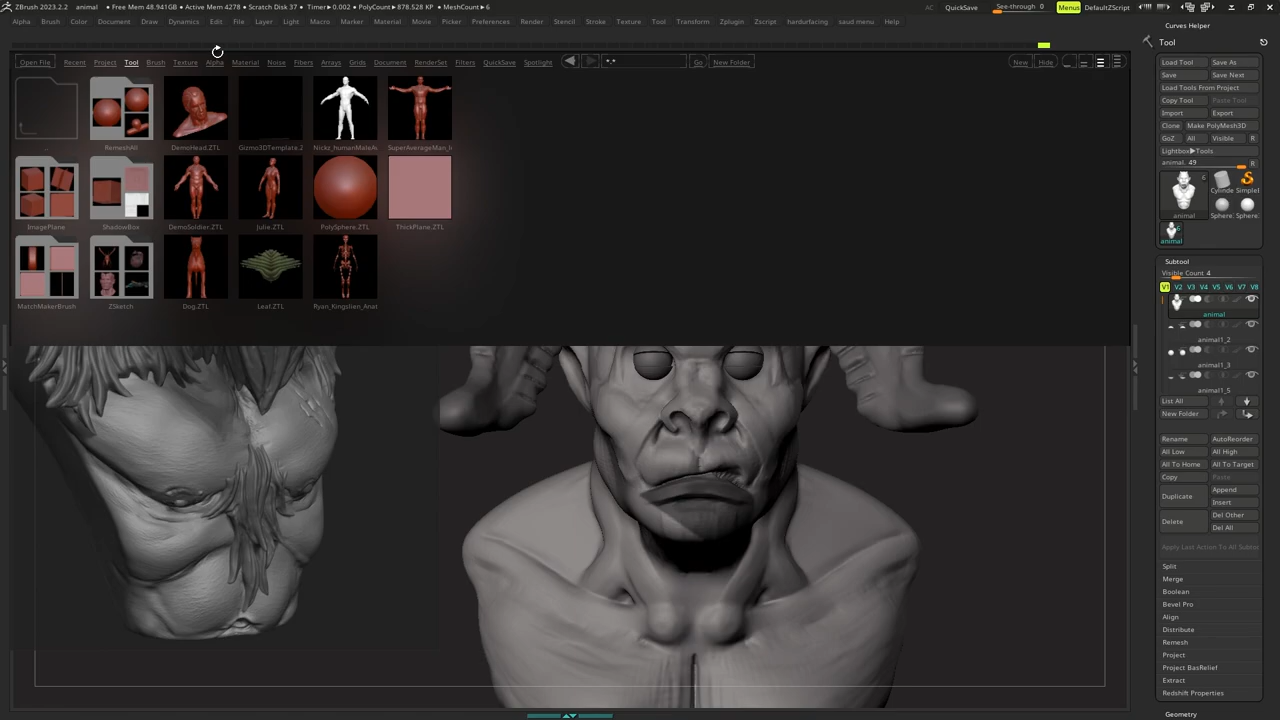 ZBrush 2023.2.2 animal • Free Mem 48.941GB • Active Mem 4278 • Scratch Disk 37 • Timer▶0.002 • PolyCount▶878.528 KP • MeshCount▶6 AC QuickSave See-through 0 Menus DefaultZScript
Alpha Brush Color Document Draw Dynamics Edit File Layer Light Macro Marker Material Movie Picker Preferences Render Stencil Stroke Texture Tool Transform Zplugin Zscript hardurfacing saud menu Help
Open File Recent Project Tool Brush Texture Alpha Material Noise Fibers Arrays Grids Document RenderSet Filters QuickSave Spotlight *.* Go New Folder New Hide
.. RemeshAll DemoHead.ZTL Gizmo3DTemplate.Z Nickz_humanMaleAv SuperAverageMan_l
ImagePlane ShadowBox DemoSoldier.ZTL Julie.ZTL PolySphere.ZTL ThickPlane.ZTL
MatchMakerBrush ZSketch Dog.ZTL Leaf.ZTL Ryan_Kingslien_Anat
Curves Helper
Tool
Load Tool Save As
Save Save Next
Load Tools From Project
Copy Tool Paste Tool
Import Export
Clone Make PolyMesh3D
GoZ All Visible R
Lightbox▶Tools
animal. 49 R
6
Cylinde Simplel
animal Sphere. Sphere.
6
animal
Subtool
Visible Count 4
V1 V2 V3 V4 V5 V6 V7 V8
animal
animal1_2
animal1_3
animal1_5
List All
New Folder
Rename AutoReorder
All Low All High
All To Home All To Target
Copy Paste
Duplicate Append
Insert
Delete Del Other
Del All
Apply Last Action To All Subtoo
Split
Merge
Boolean
Bevel Pro
Align
Distribute
Remesh
Project
Project BasRelief
Extract
Redshift Properties
Geometry